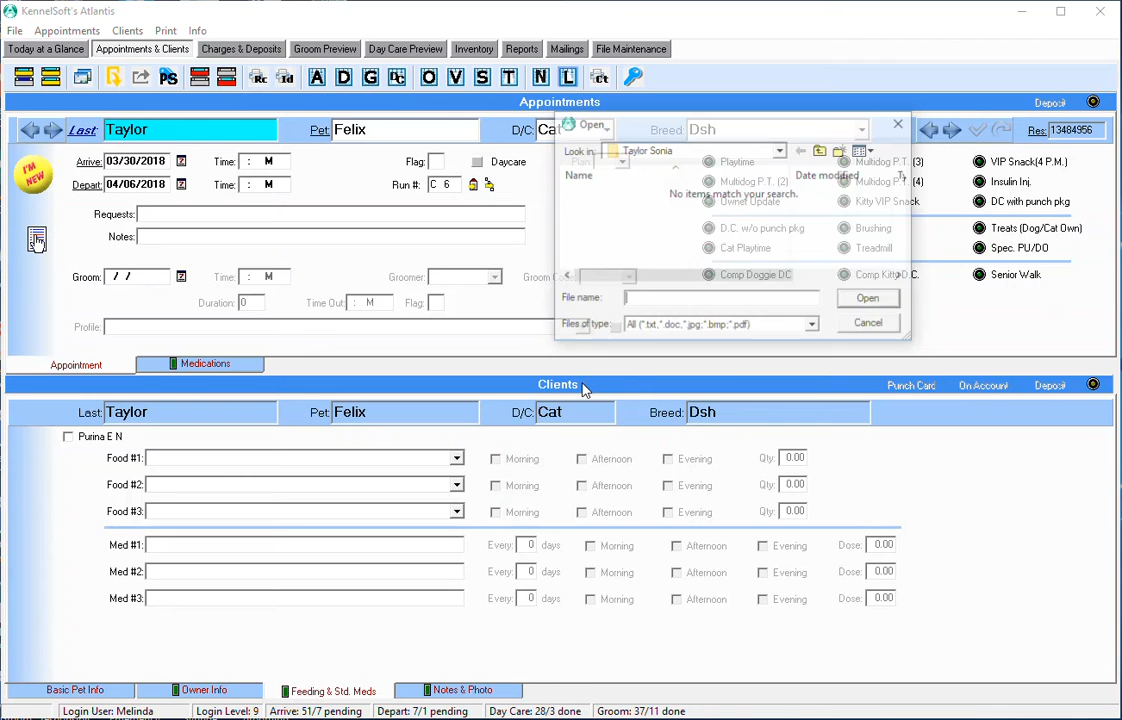 KennelSoft's Atlantis
File Appointments Clients Print Info
Today at a Glance Appointments & Clients Charges & Deposits Groom Preview Day Care Preview Inventory Reports Mailings File Maintenance
PS Rc Td A D G DC O V S T N L Ct
Appointments Deposit
Last: Taylor Pet: Felix D/C: Cat Breed: Dsh Res: 13484956
Open
Look in: Taylor Sonia
Name Date modified
No items match your search.
File name: Open
Files of type: All (*.txt,*.doc,*.jpg;*.bmp;*.pdf) Cancel
I'M NEW
Arrive: 03/30/2018 Time: : M Flag: Daycare Plan: Playtime Multidog P.T. (3) VIP Snack(4 P.M.)
Depart: 04/06/2018 Time: : M Run #: C 6 Multidog P.T. (2) Multidog P.T. (4) Insulin Inj.
Owner Update Kitty VIP Snack DC with punch pkg
Requests: D.C. w/o punch pkg Brushing Treats (Dog/Cat Own)
Notes: Cat Playtime Treadmill Spec. PU/DO
Groom: / / Time: : M Groomer: Groom Comp Doggie DC Comp Kitty D.C. Senior Walk
Duration: 0 Time Out: : M Flag:
Profile:
Appointment Medications
Clients Punch Card On Account Deposit
Last: Taylor Pet: Felix D/C: Cat Breed: Dsh
Purina E N
Food #1: Morning Afternoon Evening Qty: 0.00
Food #2: Morning Afternoon Evening Qty: 0.00
Food #3: Morning Afternoon Evening Qty: 0.00
Med #1: Every: 0 days Morning Afternoon Evening Dose: 0.00
Med #2: Every: 0 days Morning Afternoon Evening Dose: 0.00
Med #3: Every: 0 days Morning Afternoon Evening Dose: 0.00
Basic Pet Info Owner Info Feeding & Std. Meds Notes & Photo
Login User: Melinda Login Level: 9 Arrive: 51/7 pending Depart: 7/1 pending Day Care: 28/3 done Groom: 37/11 done